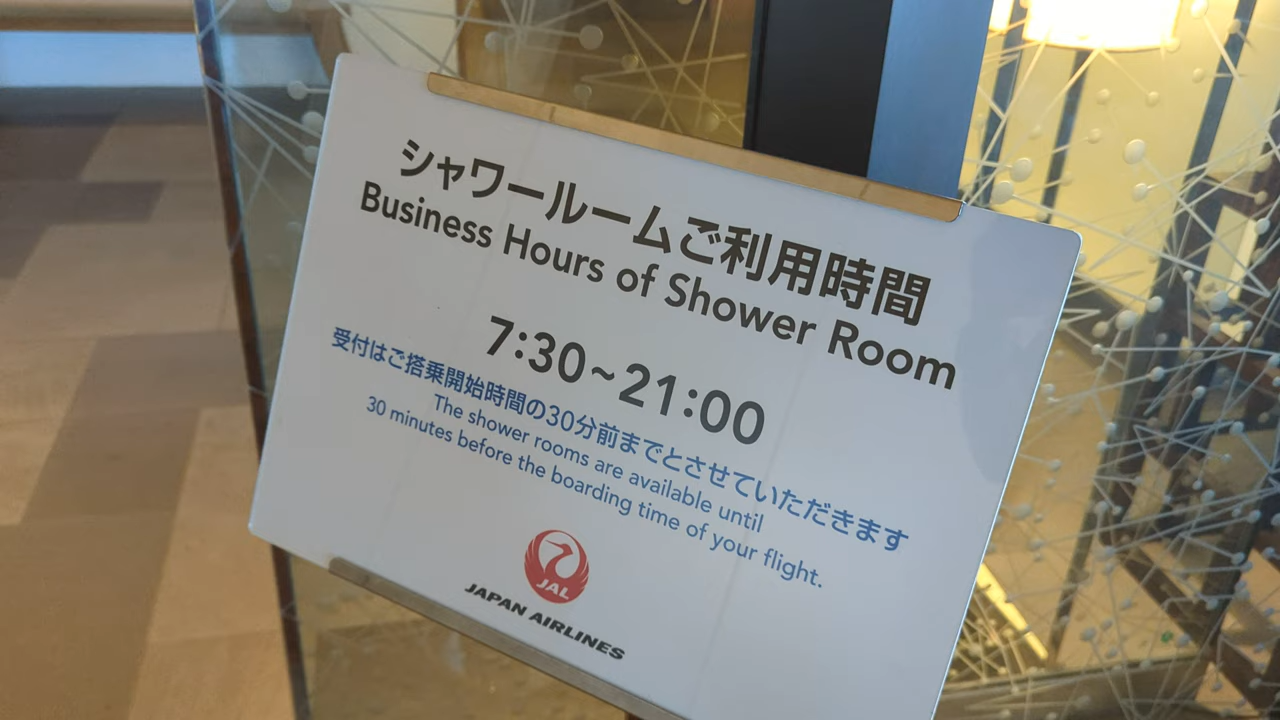 シャワールームご利用時間
Business Hours of Shower Room
7:30~21:00
受付はご搭乗開始時間の30分前までとさせていただきます
The shower rooms are available until
30 minutes before the boarding time of your flight.
JAL
JAPAN AIRLINES